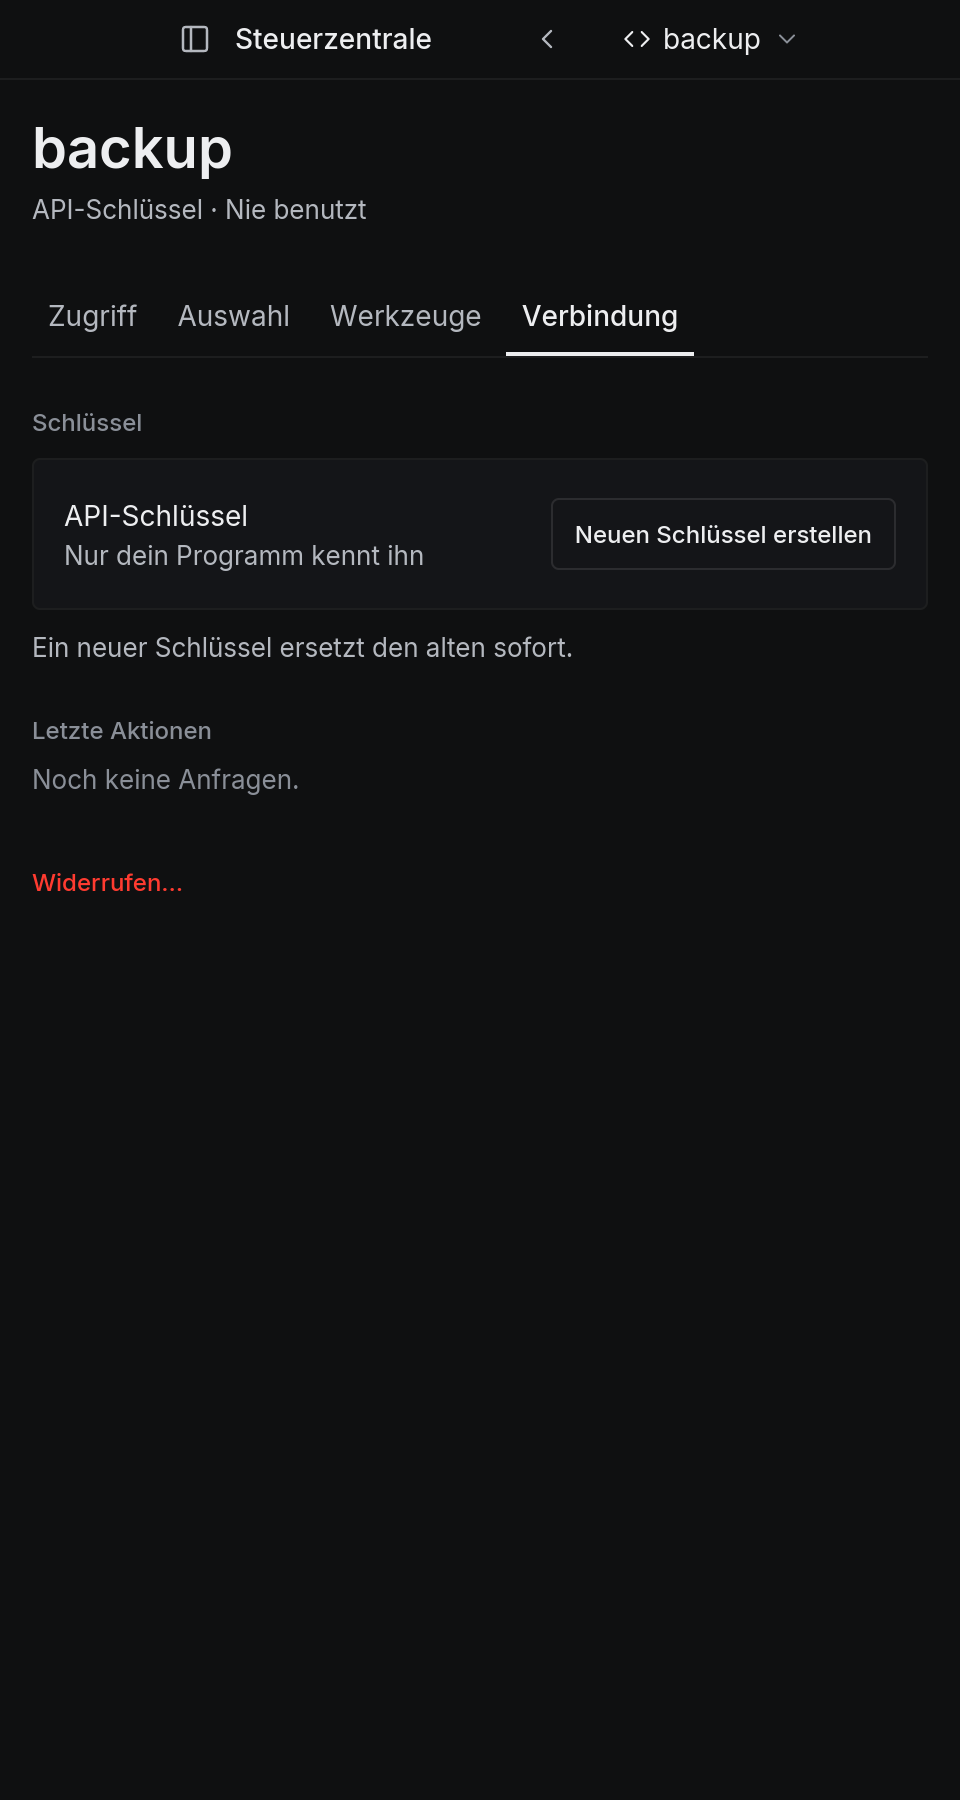 Steuerzentrale
backup
backup
API-Schlüssel · Nie benutzt
Zugriff Auswahl Werkzeuge Verbindung
Schlüssel
API-Schlüssel
Nur dein Programm kennt ihn
Neuen Schlüssel erstellen
Ein neuer Schlüssel ersetzt den alten sofort.
Letzte Aktionen
Noch keine Anfragen.
Widerrufen...